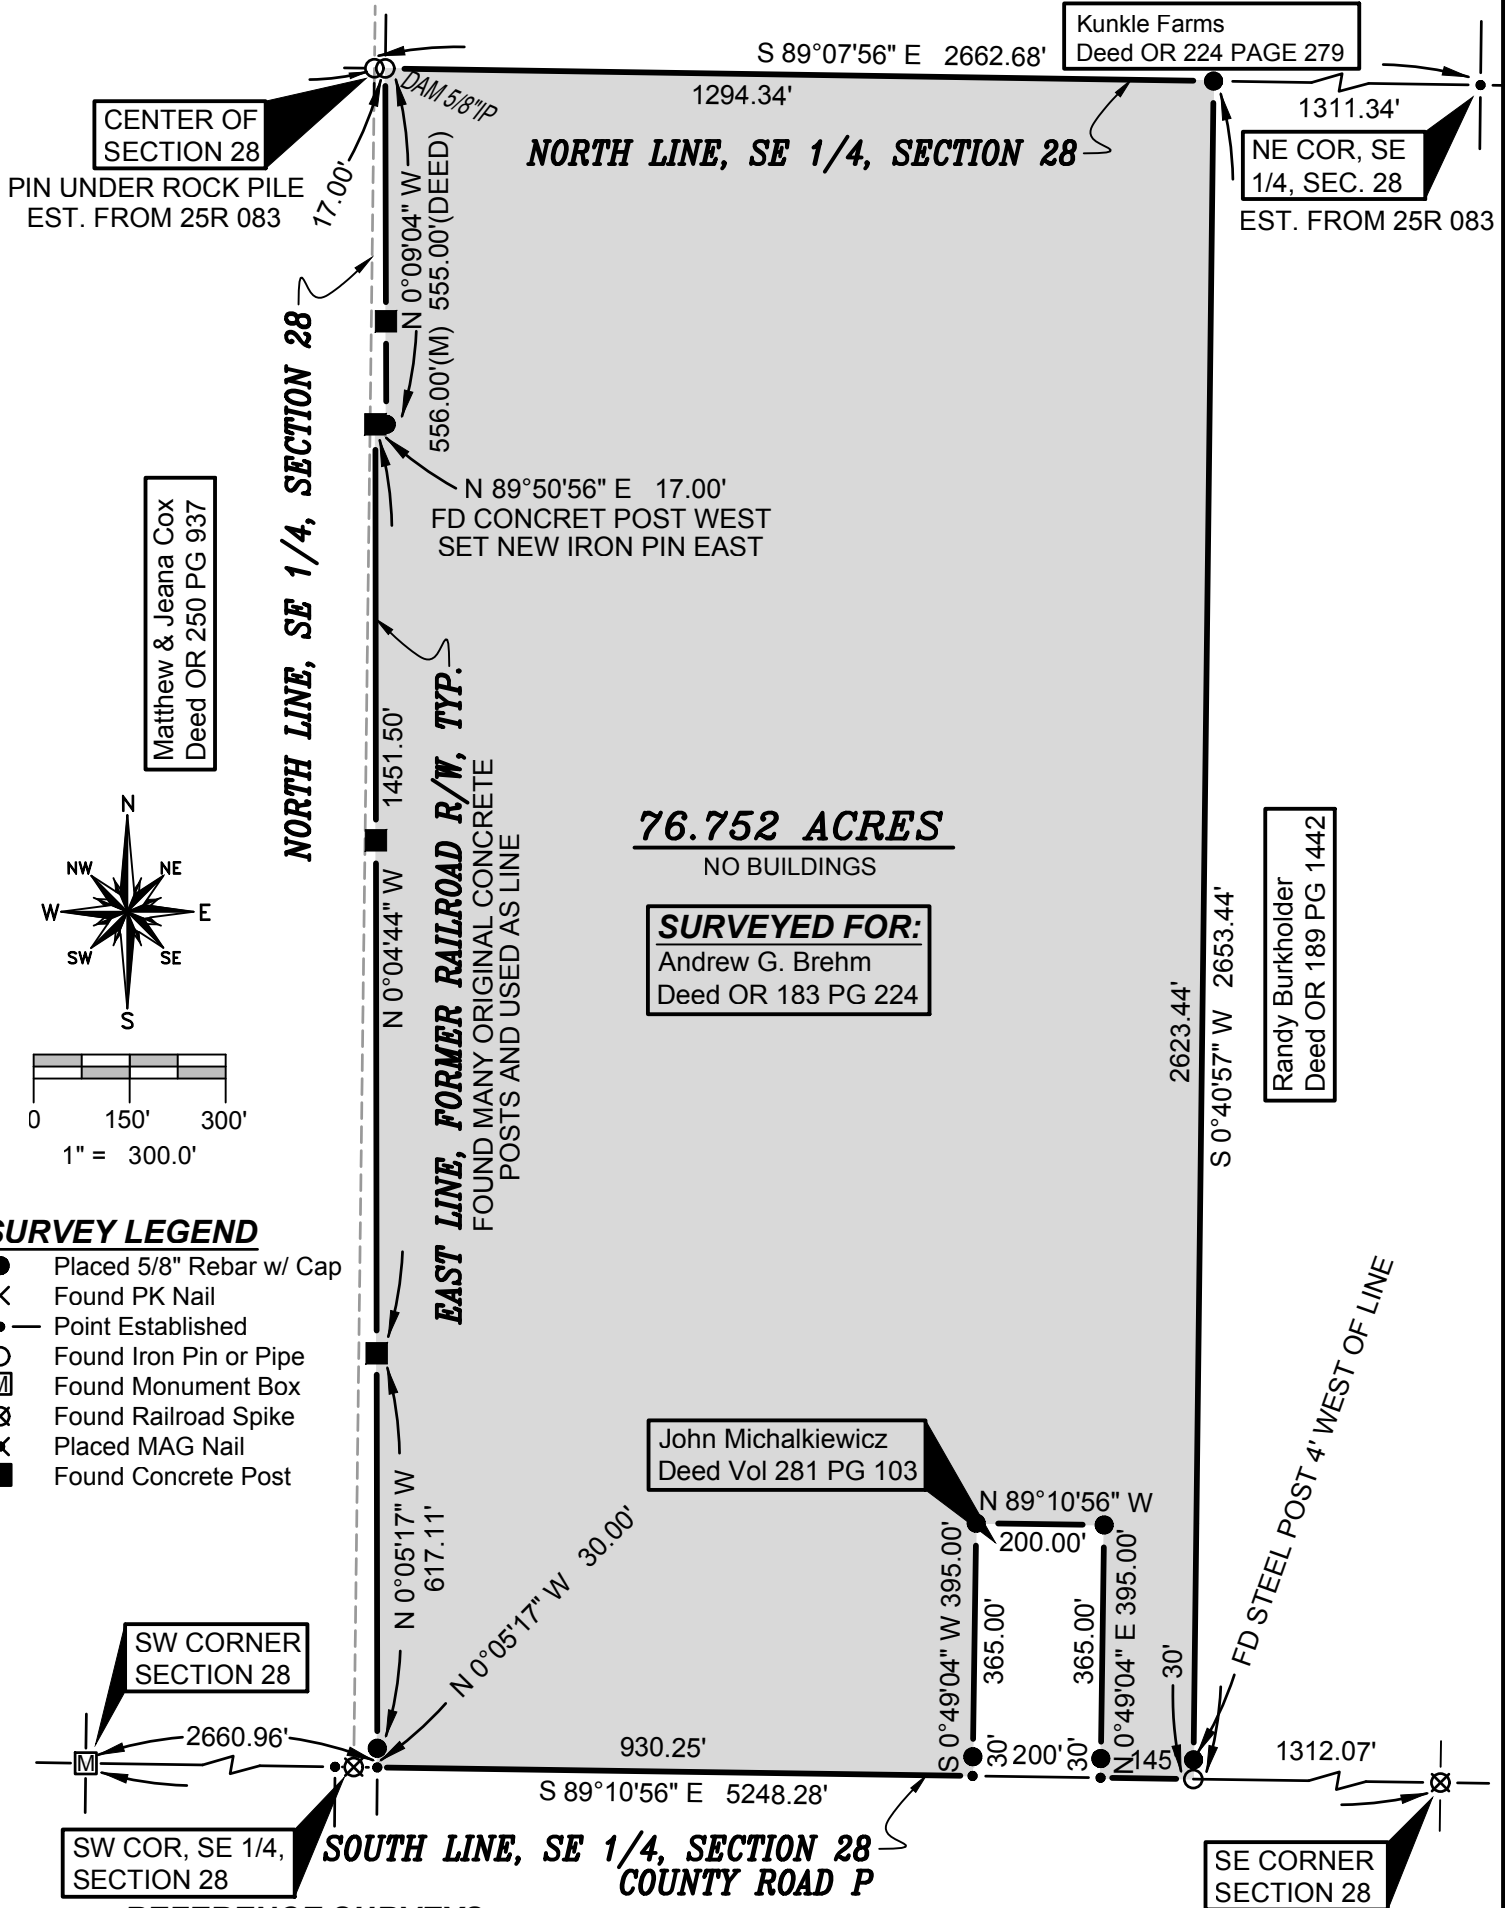 Kunkle Farms
Deed OR 224 PAGE 279
S 89°07'56" E 2662.68'
1294.34'
1311.34'
DAM 5/8"IP
CENTER OF
SECTION 28
PIN UNDER ROCK PILE
EST. FROM 25R 083
17.00'
NORTH LINE, SE 1/4, SECTION 28
NE COR, SE
1/4, SEC. 28
EST. FROM 25R 083
N 0°09'04" W
556.00'(M) 555.00'(DEED)
NORTH LINE, SE 1/4, SECTION 28
N 89°50'56" E 17.00'
FD CONCRET POST WEST
SET NEW IRON PIN EAST
Matthew & Jeana Cox
Deed OR 250 PG 937
N 0°04'44" W 1451.50'
EAST LINE, FORMER RAILROAD R/W, TYP.
FOUND MANY ORIGINAL CONCRETE
POSTS AND USED AS LINE
76.752 ACRES
NO BUILDINGS
SURVEYED FOR:
Andrew G. Brehm
Deed OR 183 PG 224
2623.44'
S 0°40'57" W 2653.44'
Randy Burkholder
Deed OR 189 PG 1442
N
NW NE
W E
SW SE
S
0 150' 300'
1" = 300.0'
SURVEY LEGEND
Placed 5/8" Rebar w/ Cap
Found PK Nail
Point Established
Found Iron Pin or Pipe
M Found Monument Box
Found Railroad Spike
Placed MAG Nail
Found Concrete Post
N 0°05'17" W
617.11'
N 0°05'17" W 30.00'
John Michalkiewicz
Deed Vol 281 PG 103
N 89°10'56" W
200.00'
S 0°49'04" W 395.00'
365.00'
365.00'
N 0°49'04" E 395.00'
30'
FD STEEL POST 4' WEST OF LINE
SW CORNER
SECTION 28
M
2660.96'
930.25'
30'
200'
30'
145'
1312.07'
S 89°10'56" E 5248.28'
SW COR, SE 1/4,
SECTION 28
SOUTH LINE, SE 1/4, SECTION 28
COUNTY ROAD P
SE CORNER
SECTION 28
REFERENCE SURVEYS